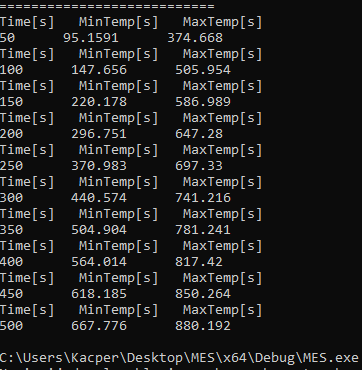 ===========================
Time[s]   MinTemp[s]   MaxTemp[s]
50      95.1591    374.668
Time[s]   MinTemp[s]   MaxTemp[s]
100      147.656    505.954
Time[s]   MinTemp[s]   MaxTemp[s]
150      220.178    586.989
Time[s]   MinTemp[s]   MaxTemp[s]
200      296.751    647.28
Time[s]   MinTemp[s]   MaxTemp[s]
250      370.983    697.33
Time[s]   MinTemp[s]   MaxTemp[s]
300      440.574    741.216
Time[s]   MinTemp[s]   MaxTemp[s]
350      504.904    781.241
Time[s]   MinTemp[s]   MaxTemp[s]
400      564.014    817.42
Time[s]   MinTemp[s]   MaxTemp[s]
450      618.185    850.264
Time[s]   MinTemp[s]   MaxTemp[s]
500      667.776    880.192
C:\Users\Kacper\Desktop\MES\x64\Debug\MES.exe